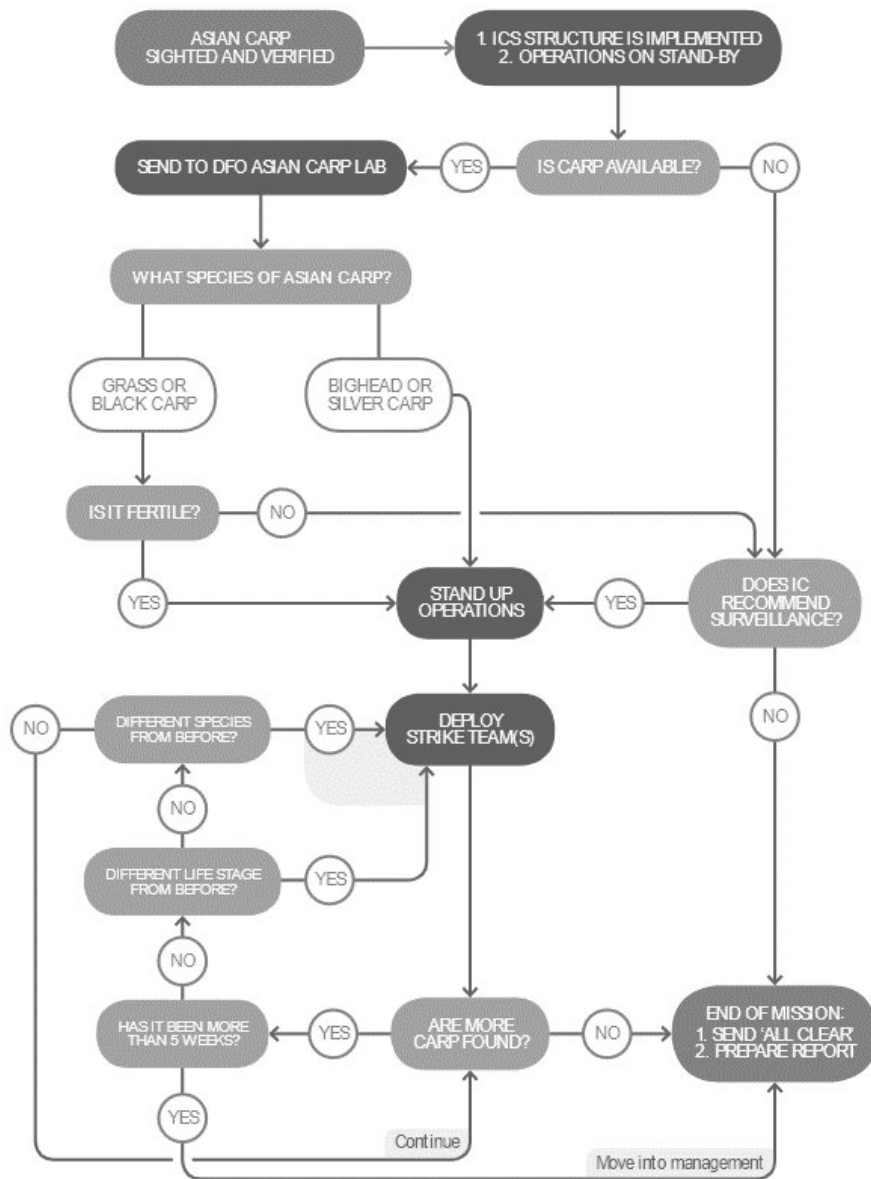 ASIAN CARP
SIGHTED AND VERIFIED
1. ICS STRUCTURE IS IMPLEMENTED
2. OPERATIONS ON STAND-BY
SEND TO DFO ASIAN CARP LAB
YES
IS CARP AVAILABLE?
NO
WHAT SPECIES OF ASIAN CARP?
GRASS OR
BLACK CARP
BIGHEAD OR
SILVER CARP
IS IT FERTILE?
NO
YES
STAND UP
OPERATIONS
YES
DOES IC
RECOMMEND
SURVEILLANCE?
NO
NO
DIFFERENT SPECIES
FROM BEFORE?
YES
DEPLOY
STRIKE TEAM(S)
NO
DIFFERENT LIFE STAGE
FROM BEFORE?
YES
NO
HAS IT BEEN MORE
THAN 5 WEEKS?
YES
ARE MORE
CARP FOUND?
NO
END OF MISSION:
1. SEND 'ALL CLEAR'
2. PREPARE REPORT
YES
Continue
Move into management